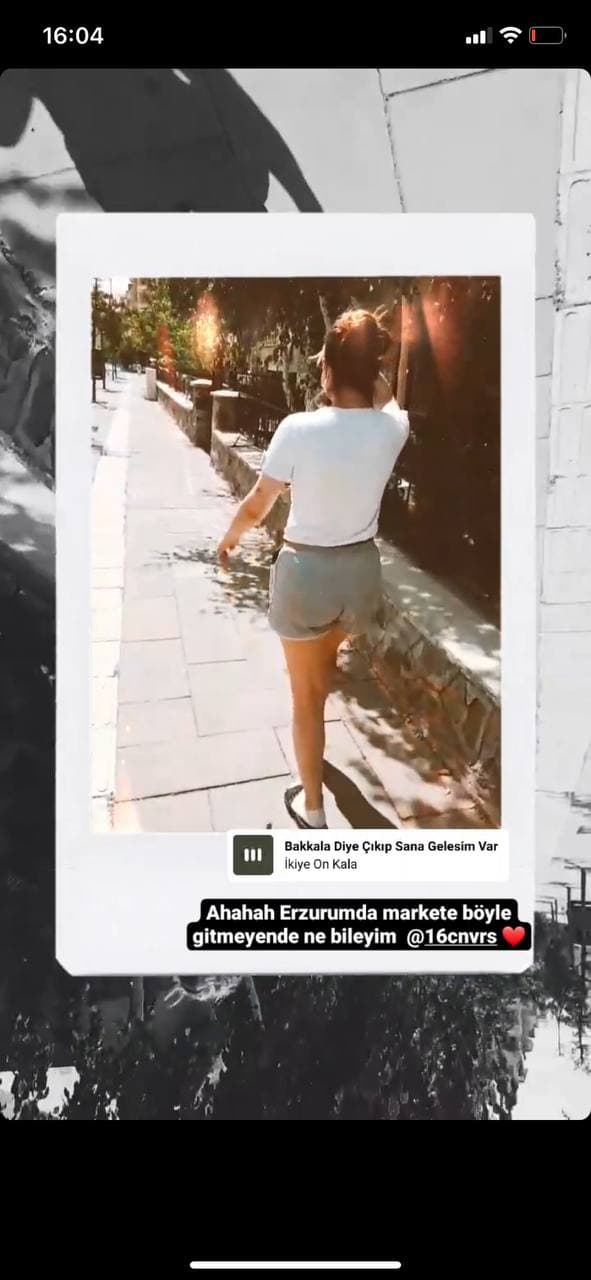 16:04
Bakkala Diye Çıkıp Sana Gelesim Var
İkiye On Kala
Ahahah Erzurumda markete böyle
gitmeyende ne bileyim @16cnvrs ❤️